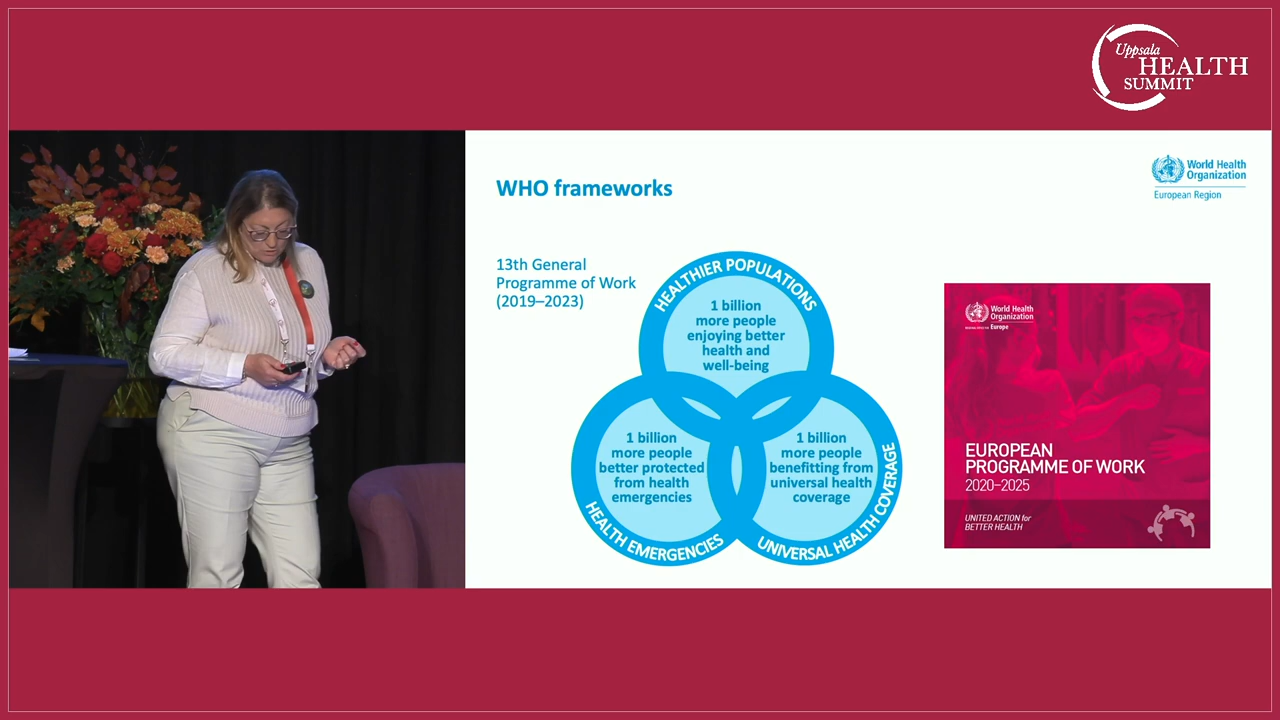 Uppsala
HEALTH
SUMMIT
World Health
Organization
European Region
WHO frameworks
13th General
Programme of Work
(2019–2023)
HEALTHIER POPULATIONS
1 billion
more people
enjoying better
health and
well-being
1 billion
more people
better protected
from health
emergencies
HEALTH EMERGENCIES
1 billion
more people
benefitting from
universal health
coverage
UNIVERSAL HEALTH COVERAGE
World Health
Organization
Europe
EUROPEAN
PROGRAMME OF WORK
2020–2025
UNITED ACTION for
BETTER HEALTH